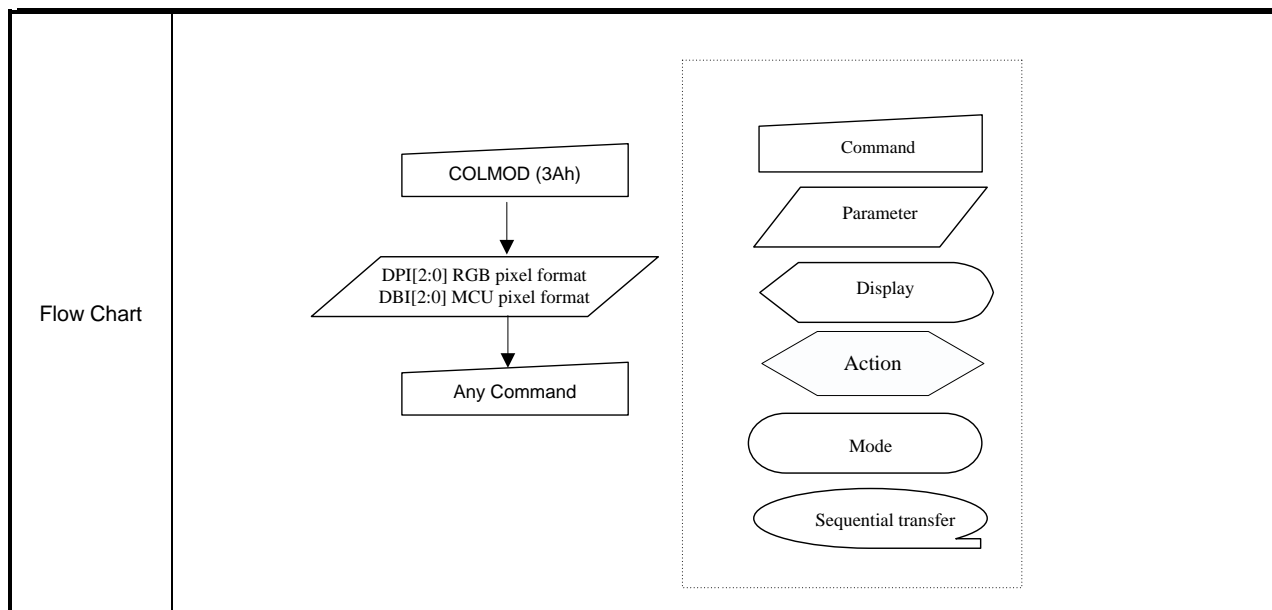 Flow Chart
COLMOD (3Ah)
DPI[2:0] RGB pixel format
DBI[2:0] MCU pixel format
Any Command
Command
Parameter
Display
Action
Mode
Sequential transfer